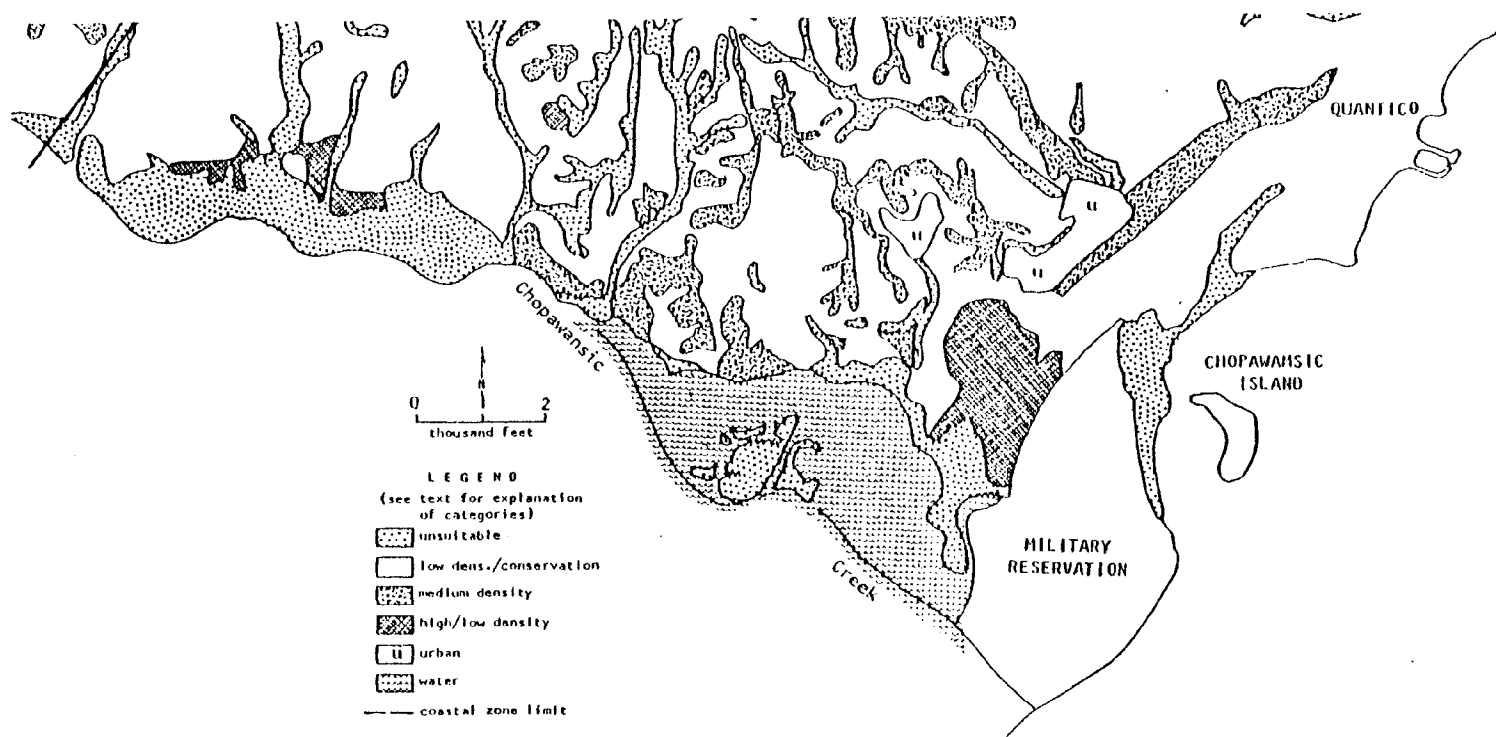 QUANTICO
CHOPAWAMSIC
ISLAND
Chopawamsic
Creek
MILITARY
RESERVATION
u
u
u
N
0 2
thousand feet
LEGEND
(see text for explanation
of categories)
unsuitable
low dens./conservation
medium density
high/low density
u urban
water
coastal zone limit